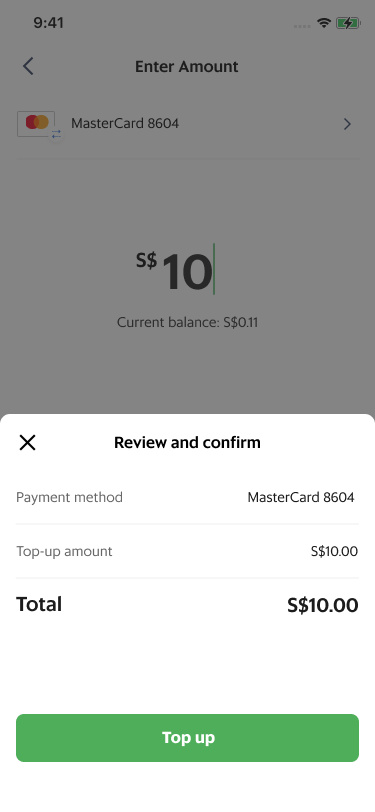 9:41
Enter Amount
MasterCard 8604
S$ 10
Current balance: S$0.11
Review and confirm
Payment method MasterCard 8604
Top-up amount S$10.00
Total S$10.00
Top up